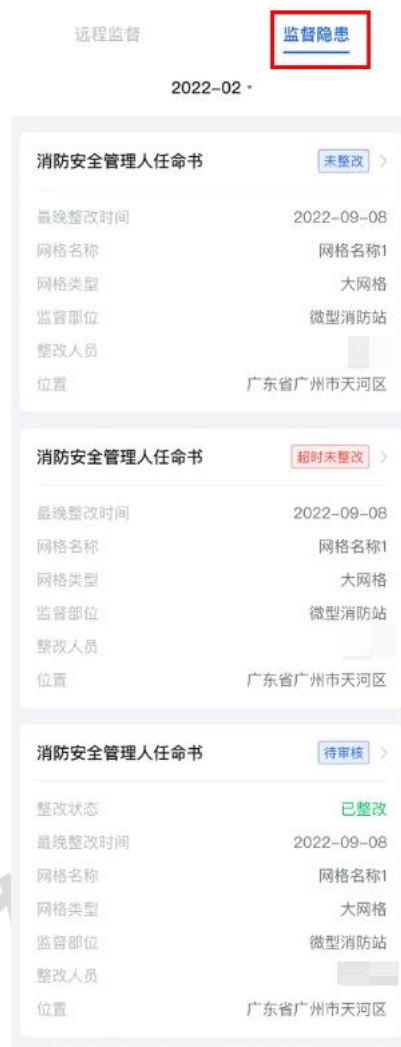 远程监督 监督隐患
2022-02
消防安全管理人任命书 未整改
最晚整改时间 2022-09-08
网格名称 网格名称1
网格类型 大网格
监督部位 微型消防站
整改人员
位置 广东省广州市天河区
消防安全管理人任命书 超时未整改
最晚整改时间 2022-09-08
网格名称 网格名称1
网格类型 大网格
监督部位 微型消防站
整改人员
位置 广东省广州市天河区
消防安全管理人任命书 待审核
整改状态 已整改
最晚整改时间 2022-09-08
网格名称 网格名称1
网格类型 大网格
监督部位 微型消防站
整改人员
位置 广东省广州市天河区